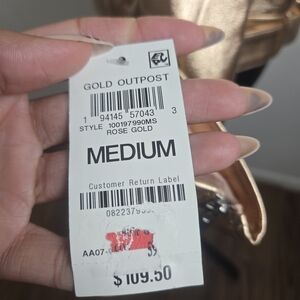 GOLD OUTPOST
1 94145 57043 3
STYLE 100197990MS
ROSE GOLD
MEDIUM
Customer Return Label
$109.50